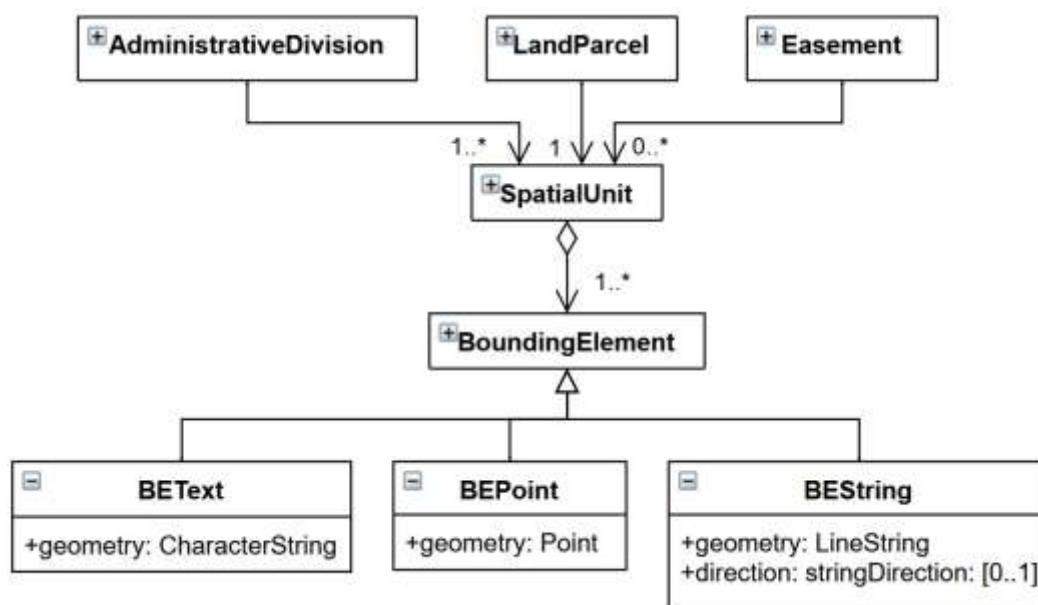 AdministrativeDivision
LandParcel
Easement
1..*
1
0..*
SpatialUnit
1..*
BoundingElement
BEText
+geometry: CharacterString
BEPoint
+geometry: Point
BEString
+geometry: LineString
+direction: stringDirection: [0..1]